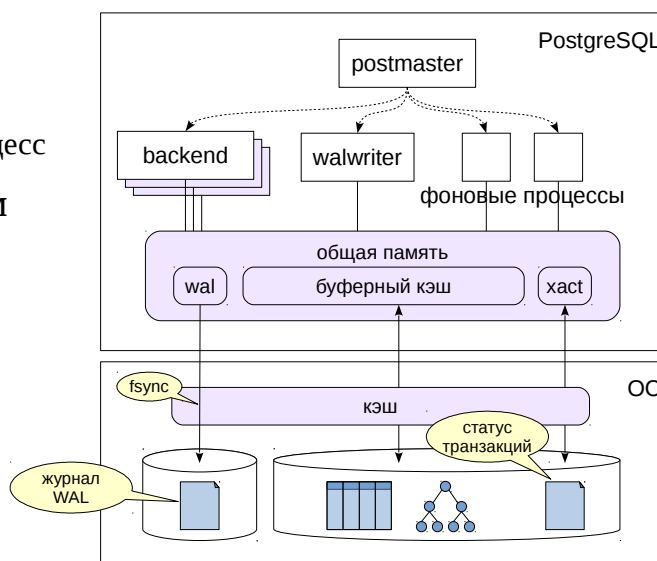 PostgreSQL
postmaster
backend
walwriter
фоновые процессы
общая память
wal
буферный кэш
xact
fsync
кэш
статус
транзакций
журнал
WAL